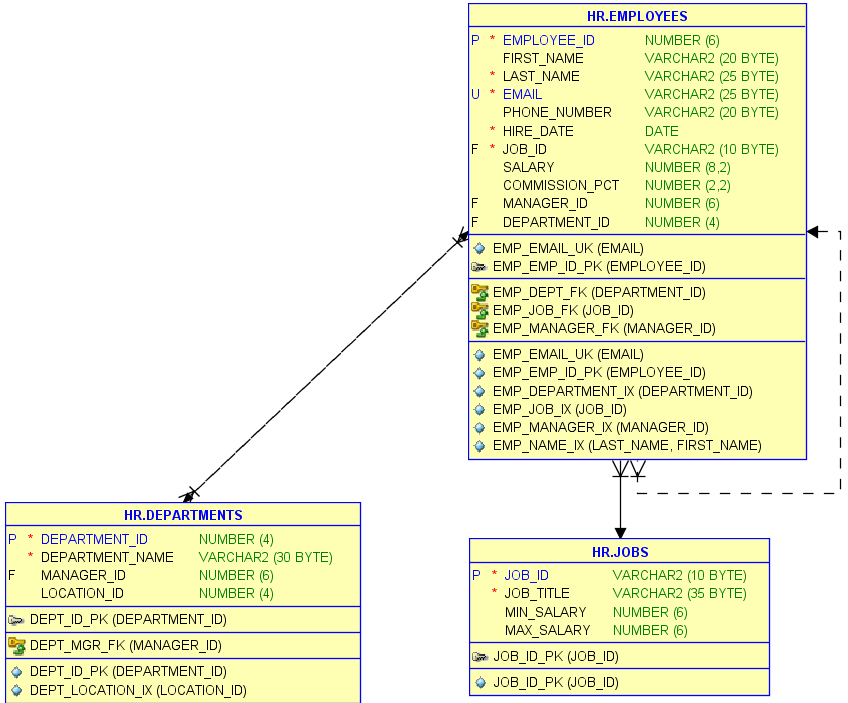 HR.EMPLOYEES
P * EMPLOYEE_ID NUMBER (6)
FIRST_NAME VARCHAR2 (20 BYTE)
* LAST_NAME VARCHAR2 (25 BYTE)
U * EMAIL VARCHAR2 (25 BYTE)
PHONE_NUMBER VARCHAR2 (20 BYTE)
* HIRE_DATE DATE
F * JOB_ID VARCHAR2 (10 BYTE)
SALARY NUMBER (8,2)
COMMISSION_PCT NUMBER (2,2)
F MANAGER_ID NUMBER (6)
F DEPARTMENT_ID NUMBER (4)
EMP_EMAIL_UK (EMAIL)
EMP_EMP_ID_PK (EMPLOYEE_ID)
EMP_DEPT_FK (DEPARTMENT_ID)
EMP_JOB_FK (JOB_ID)
EMP_MANAGER_FK (MANAGER_ID)
EMP_EMAIL_UK (EMAIL)
EMP_EMP_ID_PK (EMPLOYEE_ID)
EMP_DEPARTMENT_IX (DEPARTMENT_ID)
EMP_JOB_IX (JOB_ID)
EMP_MANAGER_IX (MANAGER_ID)
EMP_NAME_IX (LAST_NAME, FIRST_NAME)
HR.DEPARTMENTS
P * DEPARTMENT_ID NUMBER (4)
* DEPARTMENT_NAME VARCHAR2 (30 BYTE)
F MANAGER_ID NUMBER (6)
LOCATION_ID NUMBER (4)
DEPT_ID_PK (DEPARTMENT_ID)
DEPT_MGR_FK (MANAGER_ID)
DEPT_ID_PK (DEPARTMENT_ID)
DEPT_LOCATION_IX (LOCATION_ID)
HR.JOBS
P * JOB_ID VARCHAR2 (10 BYTE)
* JOB_TITLE VARCHAR2 (35 BYTE)
MIN_SALARY NUMBER (6)
MAX_SALARY NUMBER (6)
JOB_ID_PK (JOB_ID)
JOB_ID_PK (JOB_ID)